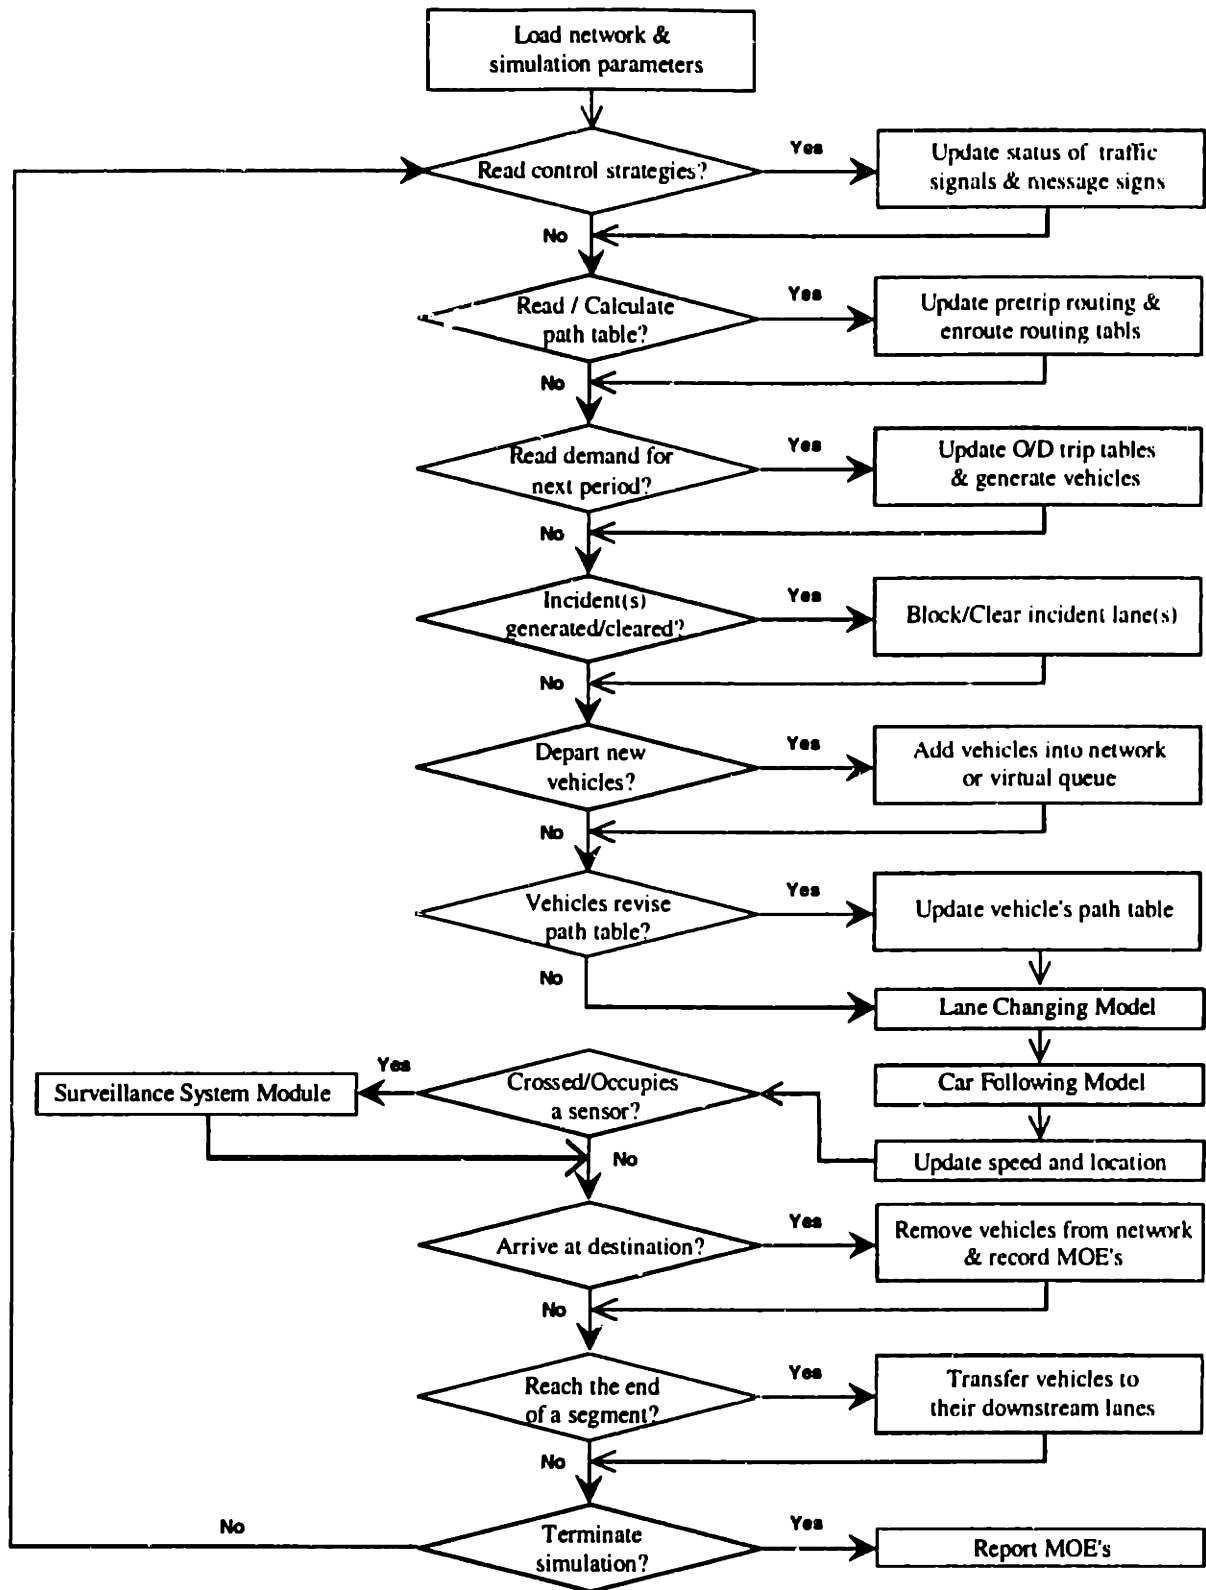 Load network &
simulation parameters
Read control strategies?
Yes
Update status of traffic
signals & message signs
No
Read / Calculate
path table?
Yes
Update pretrip routing &
enroute routing tabls
No
Read demand for
next period?
Yes
Update O/D trip tables
& generate vehicles
No
Incident(s)
generated/cleared?
Yes
Block/Clear incident lane(s)
No
Depart new
vehicles?
Yes
Add vehicles into network
or virtual queue
No
Vehicles revise
path table?
Yes
Update vehicle's path table
No
Lane Changing Model
Car Following Model
Update speed and location
Crossed/Occupies
a sensor?
Yes
Surveillance System Module
No
Arrive at destination?
Yes
Remove vehicles from network
& record MOE's
No
Reach the end
of a segment?
Yes
Transfer vehicles to
their downstream lanes
No
Terminate
simulation?
No
Yes
Report MOE's